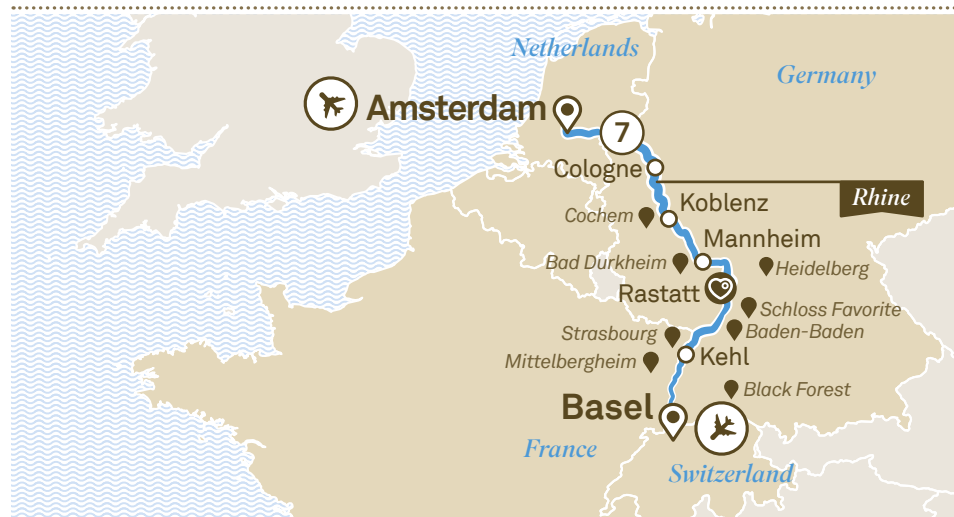 Netherlands
Germany
Amsterdam
7
Cologne
Rhine
Koblenz
Cochem
Mannheim
Bad Durkheim
Heidelberg
Rastatt
Schloss Favorite
Baden-Baden
Strasbourg
Kehl
Mittelbergheim
Black Forest
Basel
France
Switzerland